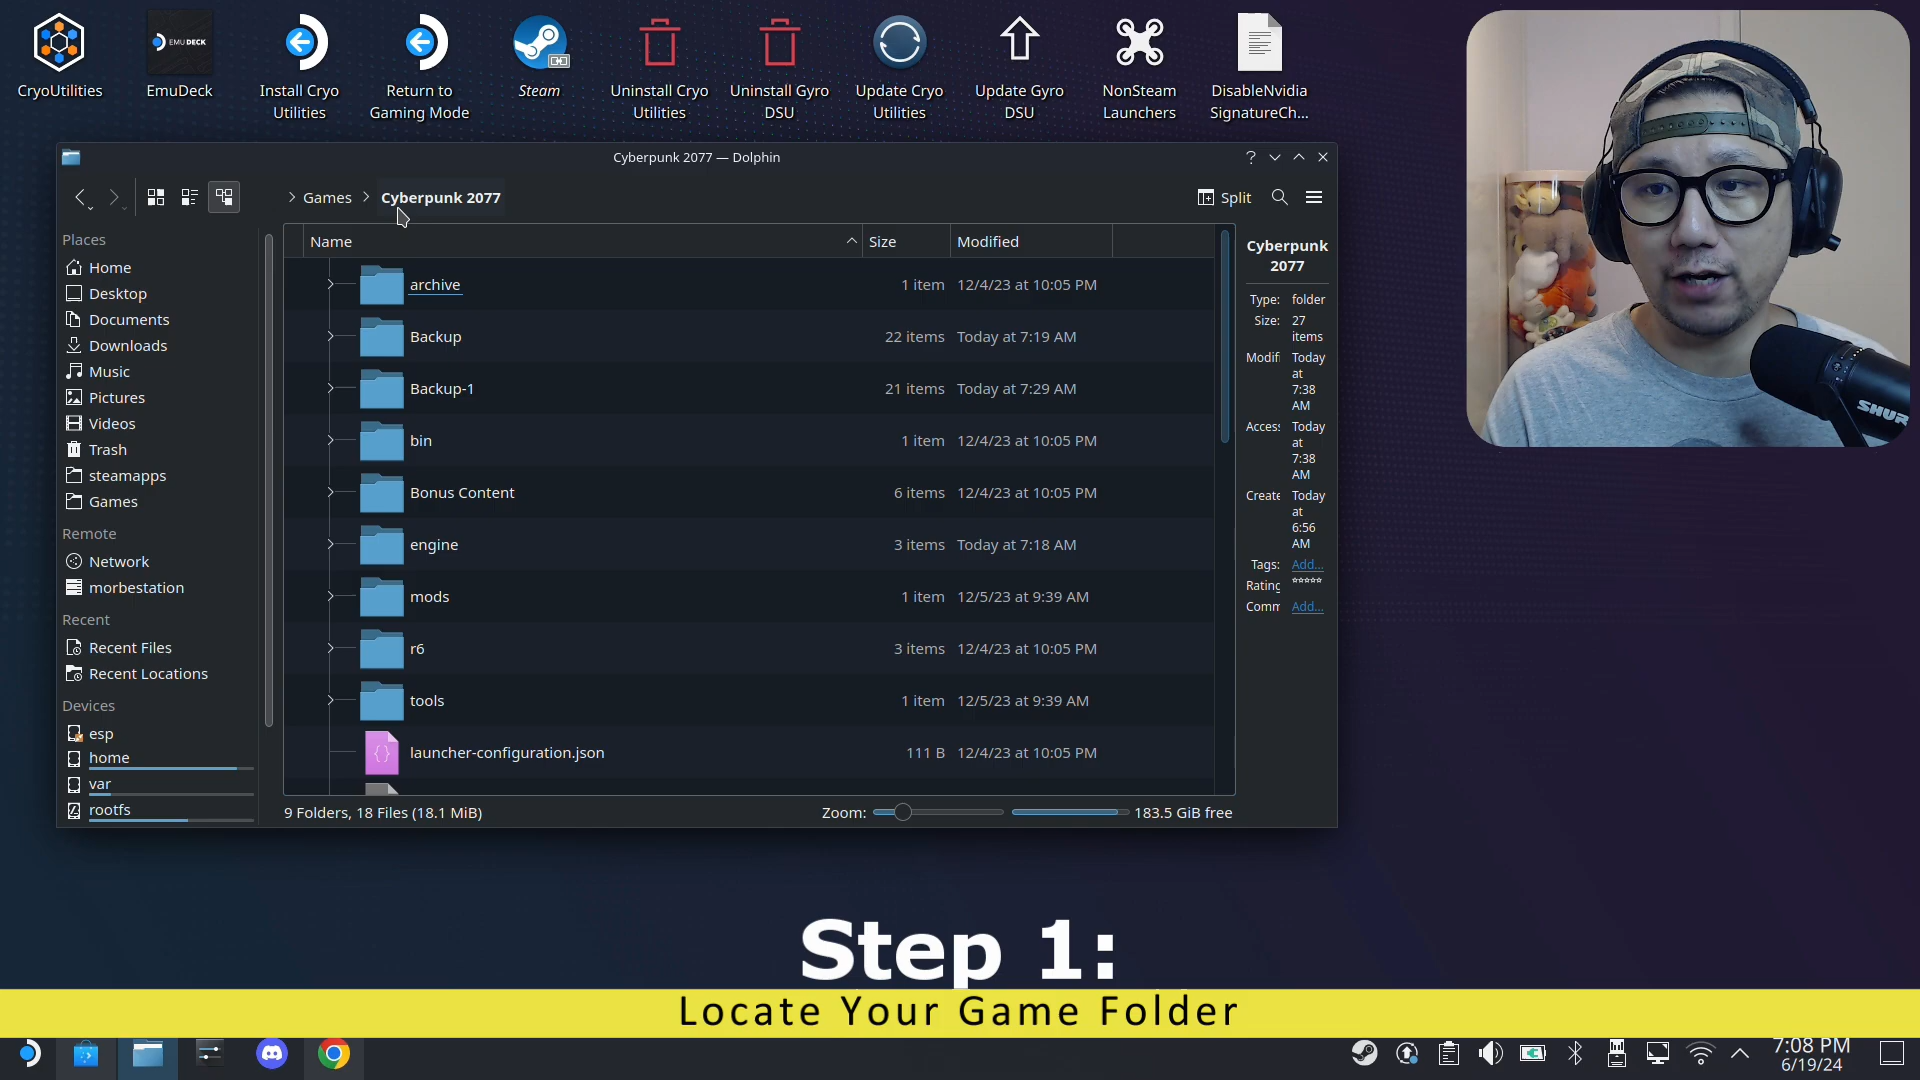 EMU DECK
CryoUtilities
EmuDeck
Install Cryo
Utilities
Return to
Gaming Mode
Steam
Uninstall Cryo
Utilities
Uninstall Gyro
DSU
Update Cryo
Utilities
Update Gyro
DSU
NonSteam
Launchers
DisableNvidia
SignatureCh...
Cyberpunk 2077 — Dolphin
Games
Cyberpunk 2077
Split
Places
Home
Desktop
Documents
Downloads
Music
Pictures
Videos
Trash
steamapps
Games
Remote
Network
morbestation
Recent
Recent Files
Recent Locations
Devices
esp
home
var
rootfs
Name Size Modified
archive 1 item 12/4/23 at 10:05 PM
Backup 22 items Today at 7:19 AM
Backup-1 21 items Today at 7:29 AM
bin 1 item 12/4/23 at 10:05 PM
Bonus Content 6 items 12/4/23 at 10:05 PM
engine 3 items Today at 7:18 AM
mods 1 item 12/5/23 at 9:39 AM
r6 3 items 12/4/23 at 10:05 PM
tools 1 item 12/5/23 at 9:39 AM
launcher-configuration.json 111 B 12/4/23 at 10:05 PM
9 Folders, 18 Files (18.1 MiB)
Zoom:
183.5 GiB free
Cyberpunk
2077
Type: folder
Size: 27
items
Modifi Today
at
7:38
AM
Access Today
at
7:38
AM
Create Today
at
6:56
AM
Tags: Add...
Rating
Comm Add...
SHUR
Step 1:
Locate Your Game Folder
7:08 PM
6/19/24